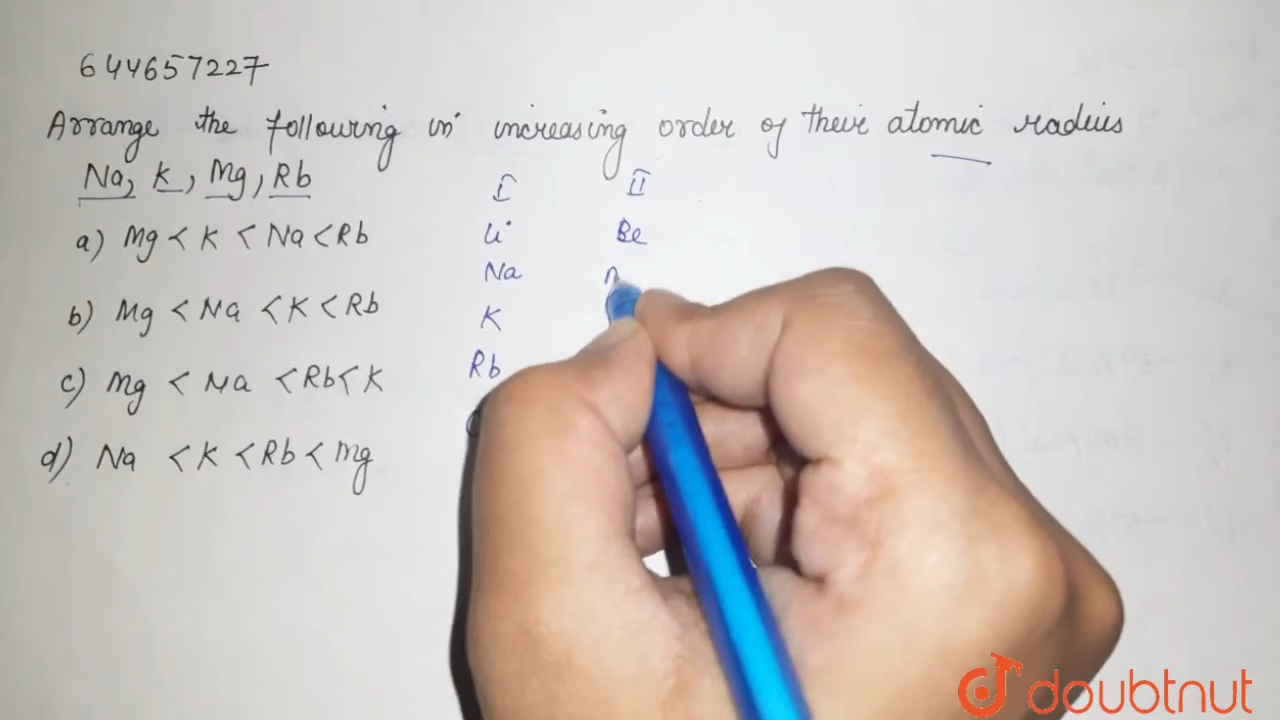 644657227
Arrange the following in increasing order of their atomic radius
Na, K, Mg, Rb
I II
a) Mg < K < Na < Rb
Li Be
Na
b) Mg < Na < K < Rb
K
c) Mg < Na < Rb < K
Rb
d) Na < K < Rb < Mg
doubtnut